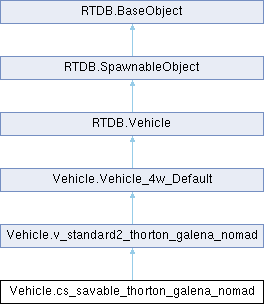 RTDB.BaseObject
RTDB.SpawnableObject
RTDB.Vehicle
Vehicle.Vehicle_4w_Default
Vehicle.v_standard2_thorton_galena_nomad
Vehicle.cs_savable_thorton_galena_nomad